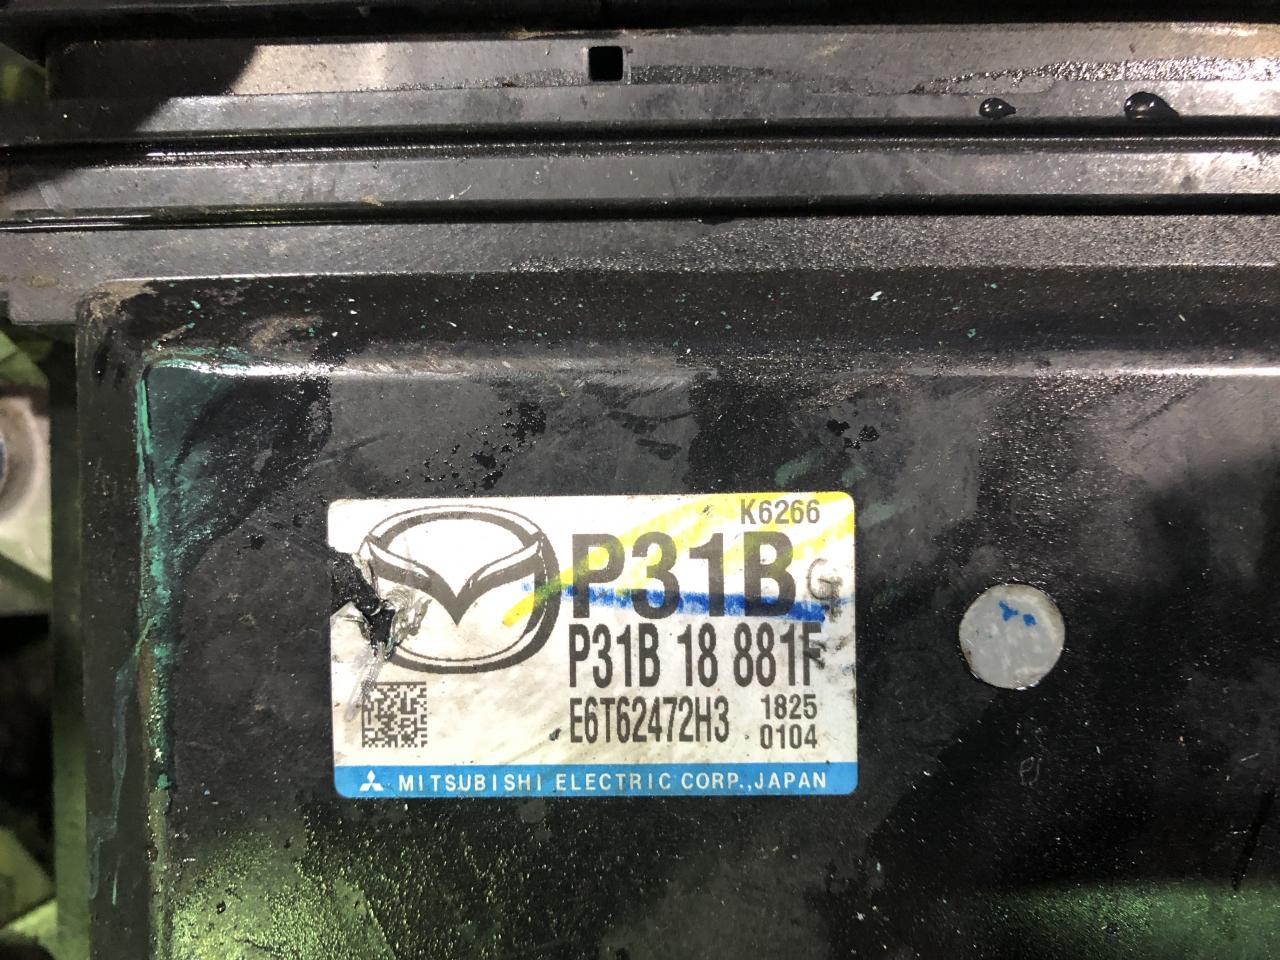 K6266
P31B G
P31B 18 881F
E6T62472H3 1825
0104
MITSUBISHI ELECTRIC CORP., JAPAN